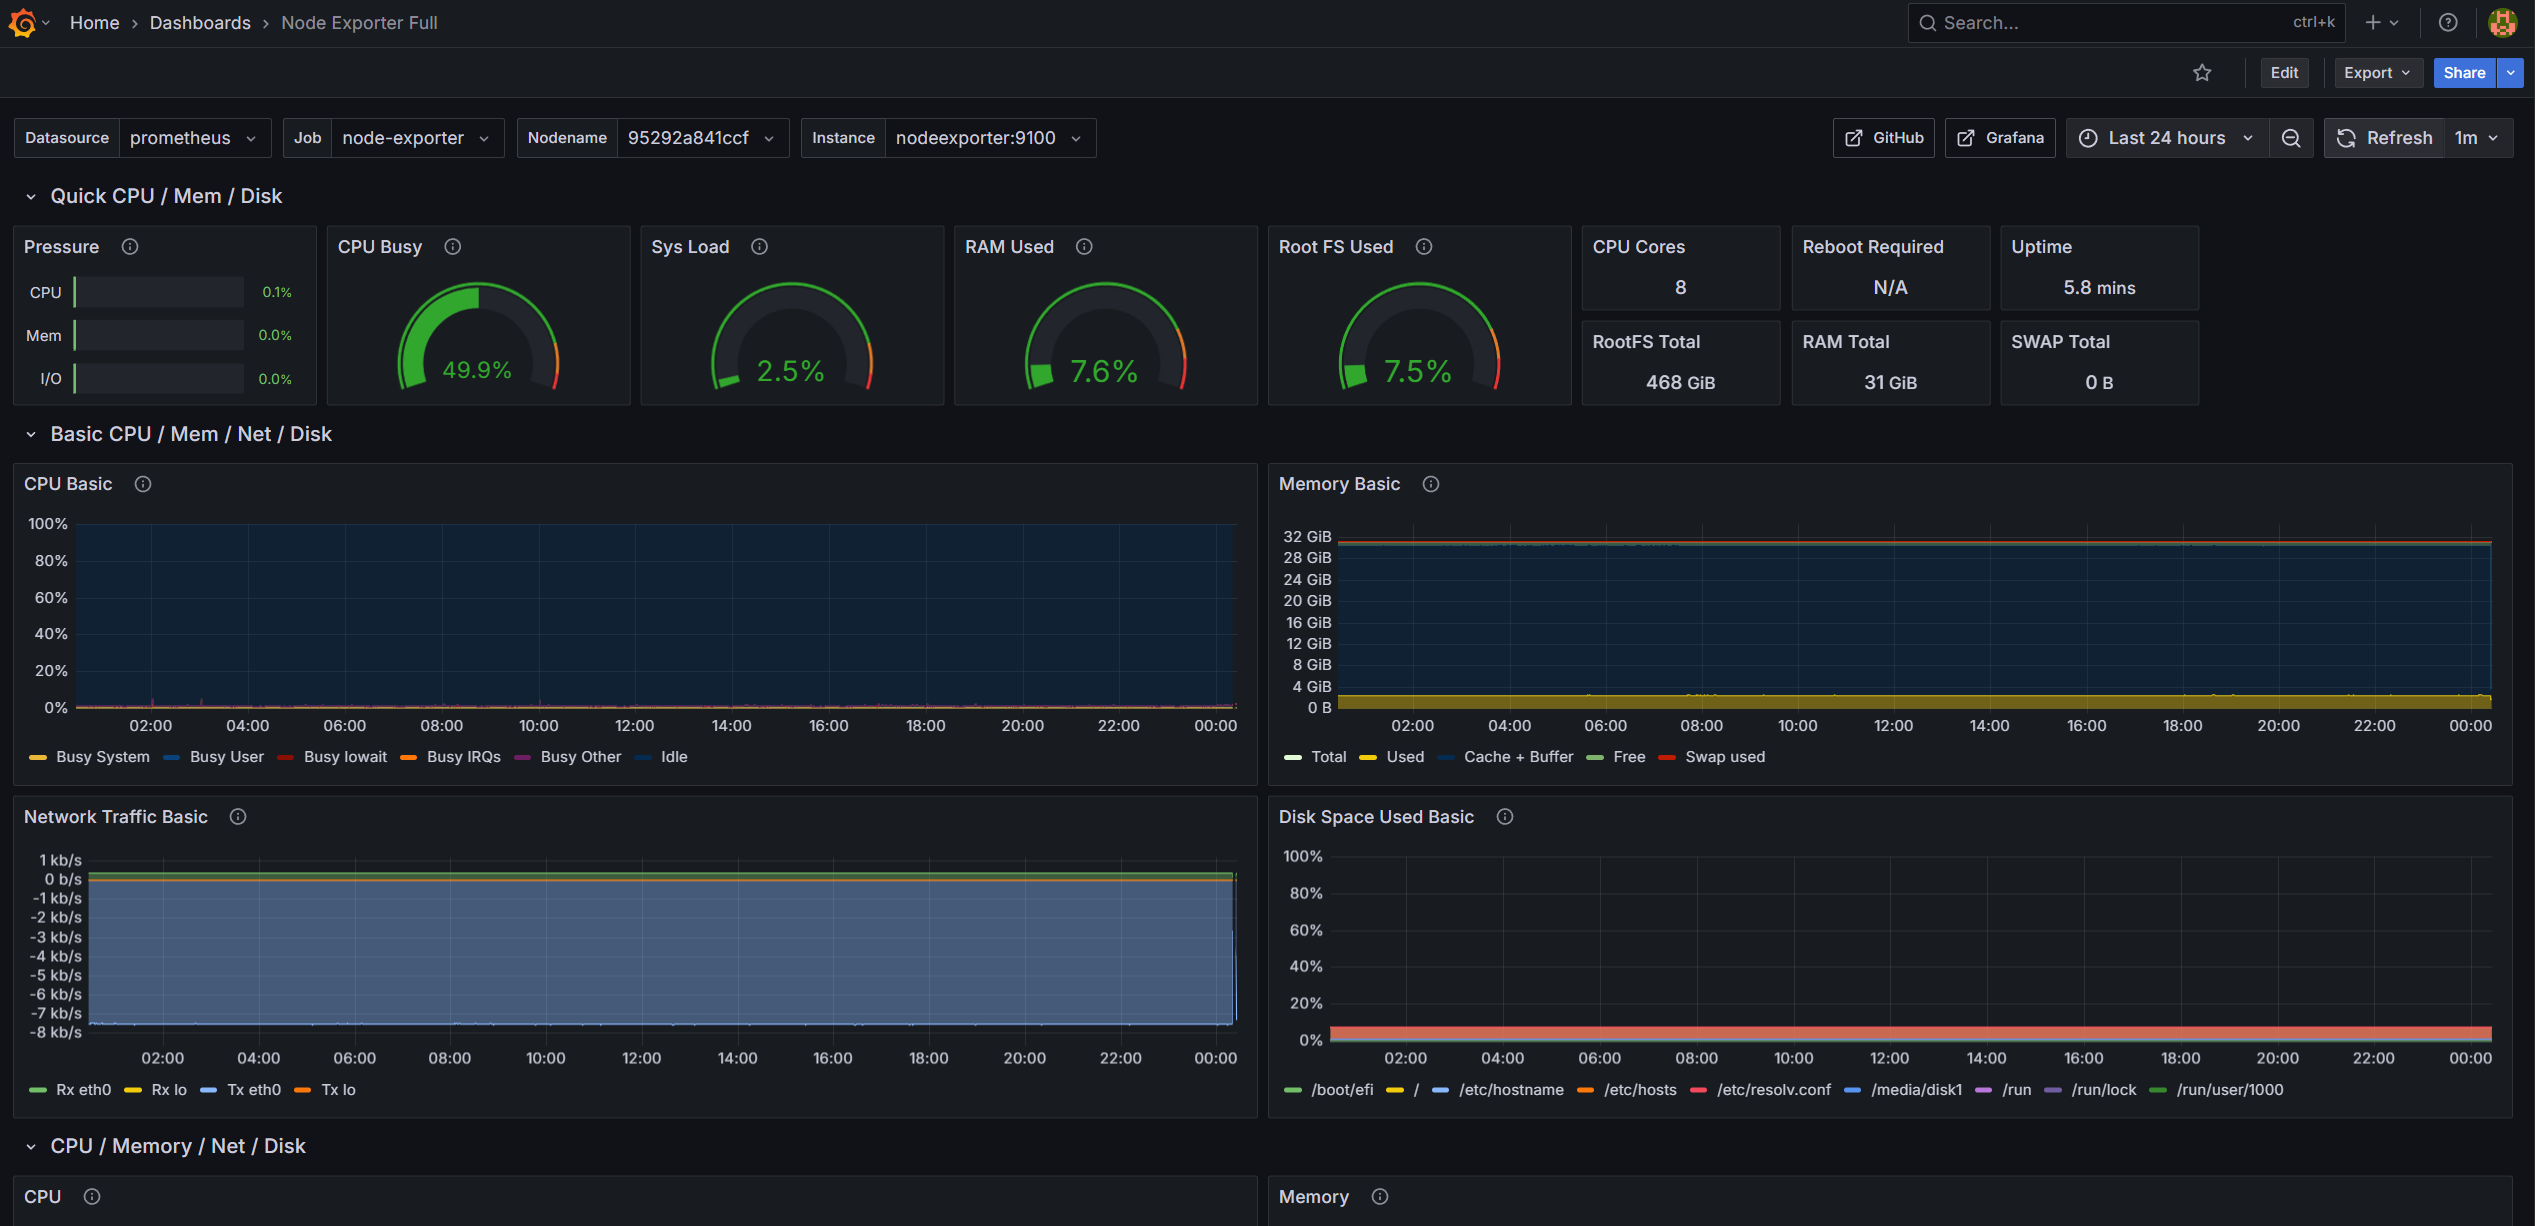 Home › Dashboards › Node Exporter Full
Search... ctrl+k
Edit Export Share
Datasource prometheus Job node-exporter Nodename 95292a841ccf Instance nodeexporter:9100 GitHub Grafana Last 24 hours Refresh 1m
Quick CPU / Mem / Disk
Pressure
CPU 0.1%
Mem 0.0%
I/O 0.0%
CPU Busy
49.9%
Sys Load
2.5%
RAM Used
7.6%
Root FS Used
7.5%
CPU Cores
8
Reboot Required
N/A
Uptime
5.8 mins
RootFS Total
468 GiB
RAM Total
31 GiB
SWAP Total
0 B
Basic CPU / Mem / Net / Disk
CPU Basic
100%
80%
60%
40%
20%
0%
02:00 04:00 06:00 08:00 10:00 12:00 14:00 16:00 18:00 20:00 22:00 00:00
Busy System Busy User Busy Iowait Busy IRQs Busy Other Idle
Memory Basic
32 GiB
28 GiB
24 GiB
20 GiB
16 GiB
12 GiB
8 GiB
4 GiB
0 B
02:00 04:00 06:00 08:00 10:00 12:00 14:00 16:00 18:00 20:00 22:00 00:00
Total Used Cache + Buffer Free Swap used
Network Traffic Basic
1 kb/s
0 b/s
-1 kb/s
-2 kb/s
-3 kb/s
-4 kb/s
-5 kb/s
-6 kb/s
-7 kb/s
-8 kb/s
02:00 04:00 06:00 08:00 10:00 12:00 14:00 16:00 18:00 20:00 22:00 00:00
Rx eth0 Rx lo Tx eth0 Tx lo
Disk Space Used Basic
100%
80%
60%
40%
20%
0%
02:00 04:00 06:00 08:00 10:00 12:00 14:00 16:00 18:00 20:00 22:00 00:00
/boot/efi / /etc/hostname /etc/hosts /etc/resolv.conf /media/disk1 /run /run/lock /run/user/1000
CPU / Memory / Net / Disk
CPU
Memory